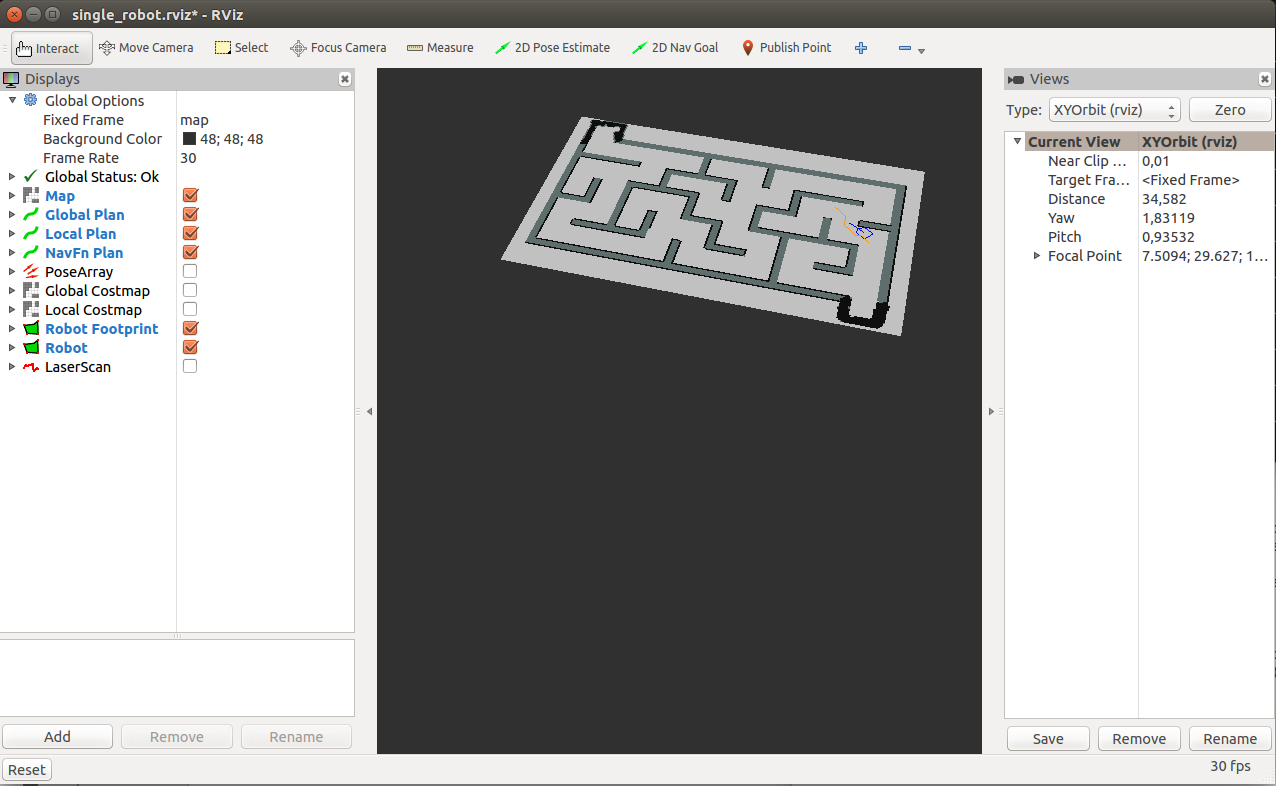 single_robot.rviz* - RViz
Interact Move Camera Select Focus Camera Measure 2D Pose Estimate 2D Nav Goal Publish Point
Displays
Global Options
Fixed Frame map
Background Color 48; 48; 48
Frame Rate 30
Global Status: Ok
Map
Global Plan
Local Plan
NavFn Plan
PoseArray
Global Costmap
Local Costmap
Robot Footprint
Robot
LaserScan
Add Remove Rename
Reset
Views
Type: XYOrbit (rviz) Zero
Current View XYOrbit (rviz)
Near Clip ... 0,01
Target Fra... <Fixed Frame>
Distance 34,582
Yaw 1,83119
Pitch 0,93532
Focal Point 7.5094; 29.627; 1...
Save Remove Rename
30 fps